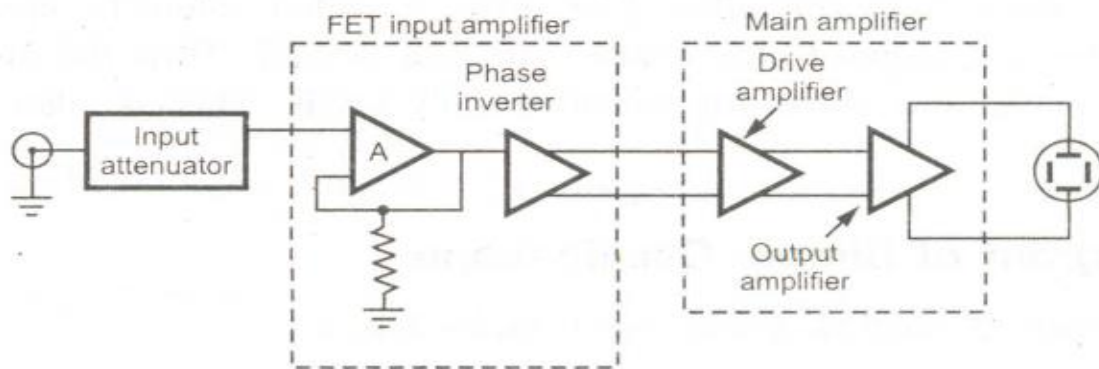 FET input amplifier
Main amplifier
Phase
inverter
Drive
amplifier
Input
attenuator
A
Output
amplifier